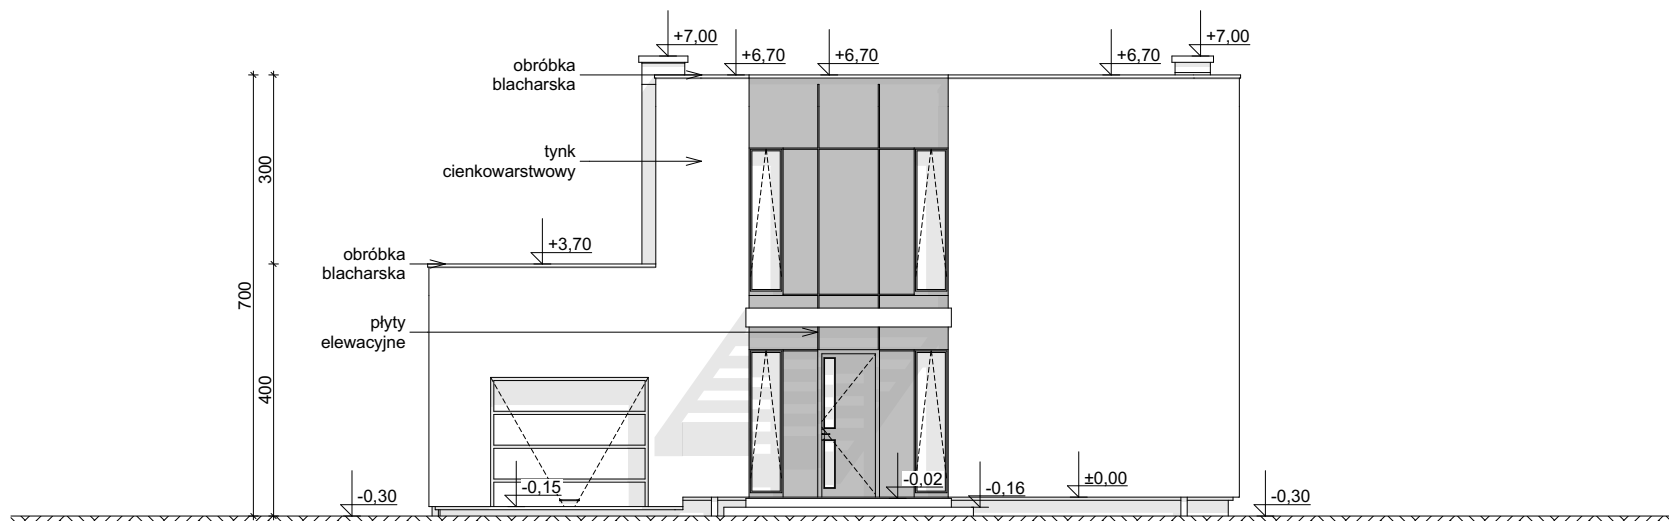 +7,00
+7,00
+6,70
+6,70
+6,70
obróbka
blacharska
tynk
cienkowarstwowy
300
+3,70
obróbka
blacharska
700
płyty
elewacyjne
400
-0,30
-0,15
-0,02
-0,16
±0,00
-0,30